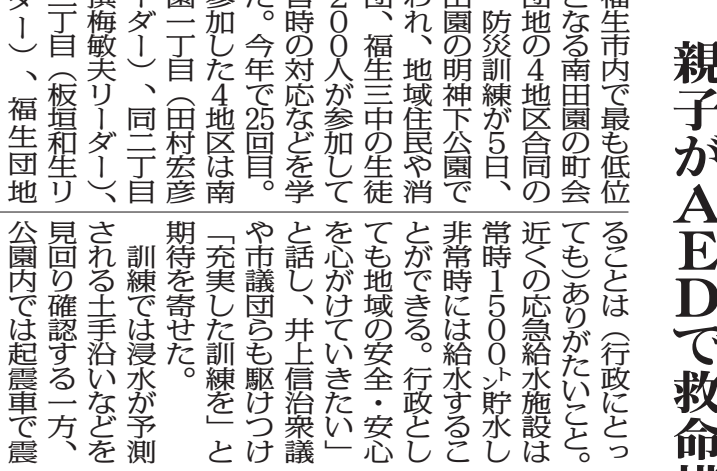 親子がAEDで救命
福生市内で最も低位
となる南田園の町会
団地の4地区合同の
防災訓練が5日、
田園の明神下公園で
われ、地域住民や消
団、福生三中の生徒
200人が参加して
害時の対応などを学
た。今年で25回目。
参加した4地区は南
園一丁目(田村宏彦
ーダー)、同二丁目
撰梅敏夫リーダー)、
丁目(板垣和生リ
ダー)、福生団地
ることは(行政にとっ
ても)ありがたいこと。
近くの応急給水施設は
常時1500㌧貯水し
非常時には給水するこ
とができる。行政とし
ても地域の安全・安心
を心がけていきたい」
と話し、井上信治衆議
や市議団らも駆けつけ
「充実した訓練を」と
期待を寄せた。
訓練では浸水が予測
される土手沿いなどを
見回り確認する一方、
公園内では起震車で震